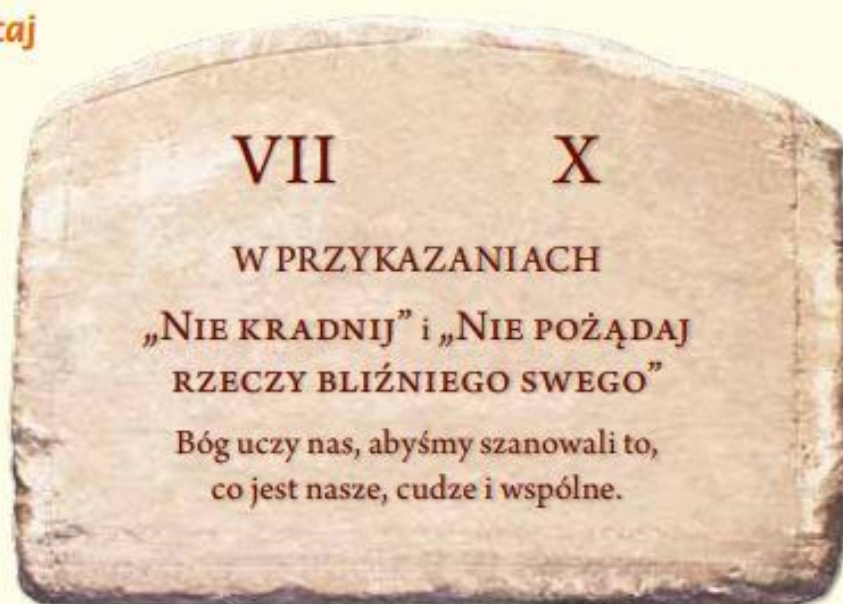 VII X
W PRZYKAZANIACH
„NIE KRADNIJ” i „NIE POŻĄDAJ
RZECZY BLIŹNIEGO SWEGO”
Bóg uczy nas, abyśmy szanowali to,
co jest nasze, cudze i wspólne.